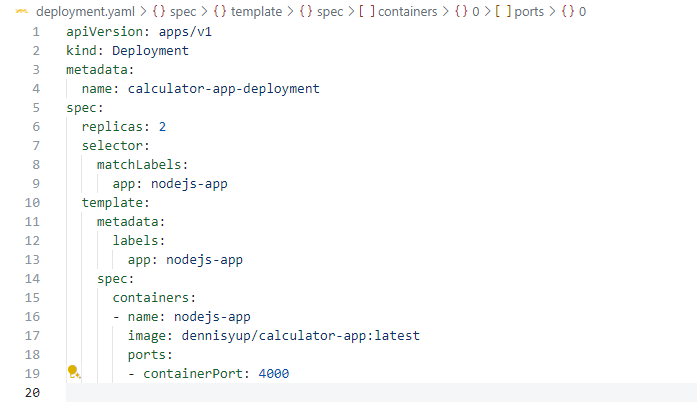 deployment.yaml > {} spec > {} template > {} spec > [ ] containers > {} 0 > [ ] ports > {} 0
1 apiVersion: apps/v1
2 kind: Deployment
3 metadata:
4   name: calculator-app-deployment
5 spec:
6   replicas: 2
7   selector:
8     matchLabels:
9       app: nodejs-app
10   template:
11     metadata:
12       labels:
13         app: nodejs-app
14     spec:
15       containers:
16       - name: nodejs-app
17         image: dennisyup/calculator-app:latest
18         ports:
19         - containerPort: 4000
20